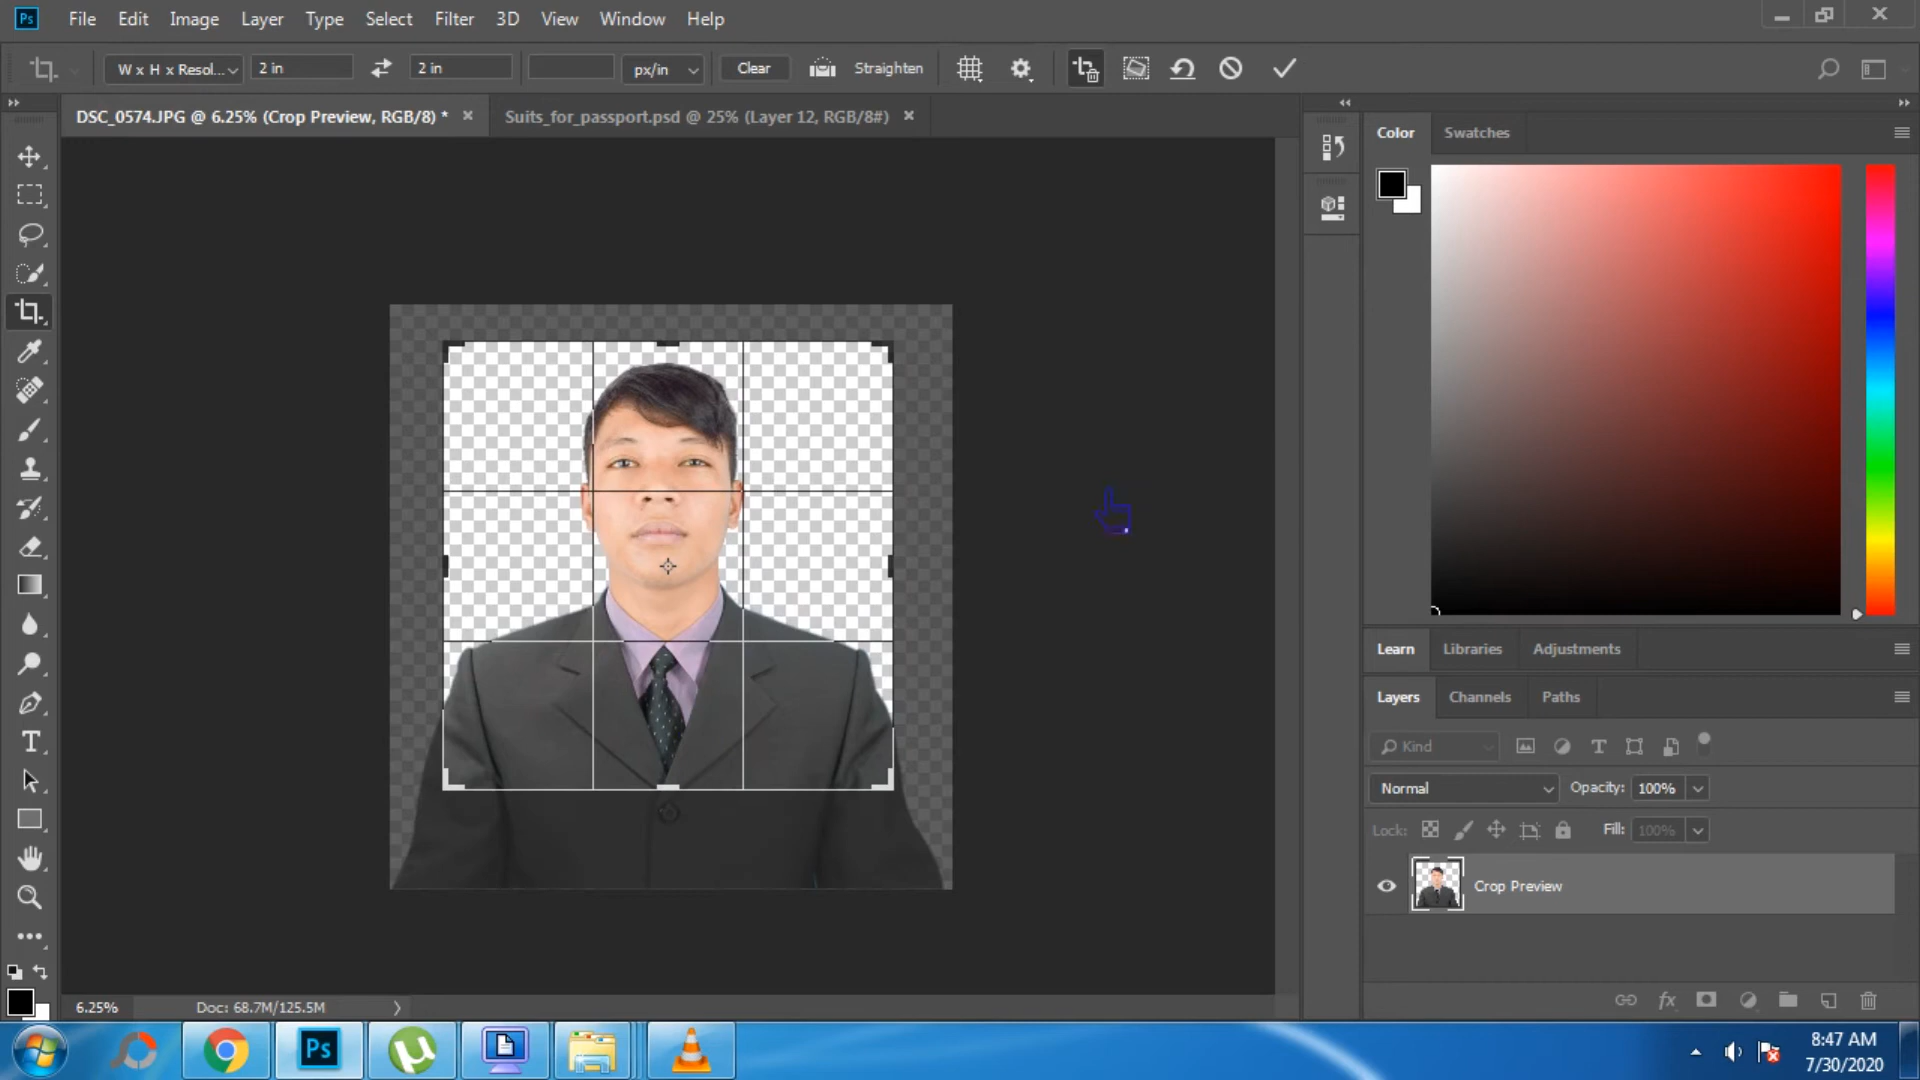 Ps File Edit Image Layer Type Select Filter 3D View Window Help
W x H x Resol... 2 in 2 in px/in Clear Straighten
DSC_0574.JPG @ 6.25% (Crop Preview, RGB/8) * × Suits_for_passport.psd @ 25% (Layer 12, RGB/8#) ×
Color Swatches
Learn Libraries Adjustments
Layers Channels Paths
Kind
Normal Opacity: 100%
Lock: Fill: 100%
Crop Preview
fx
6.25% Doc: 68.7M/125.5M
Ps
8:47 AM
7/30/2020